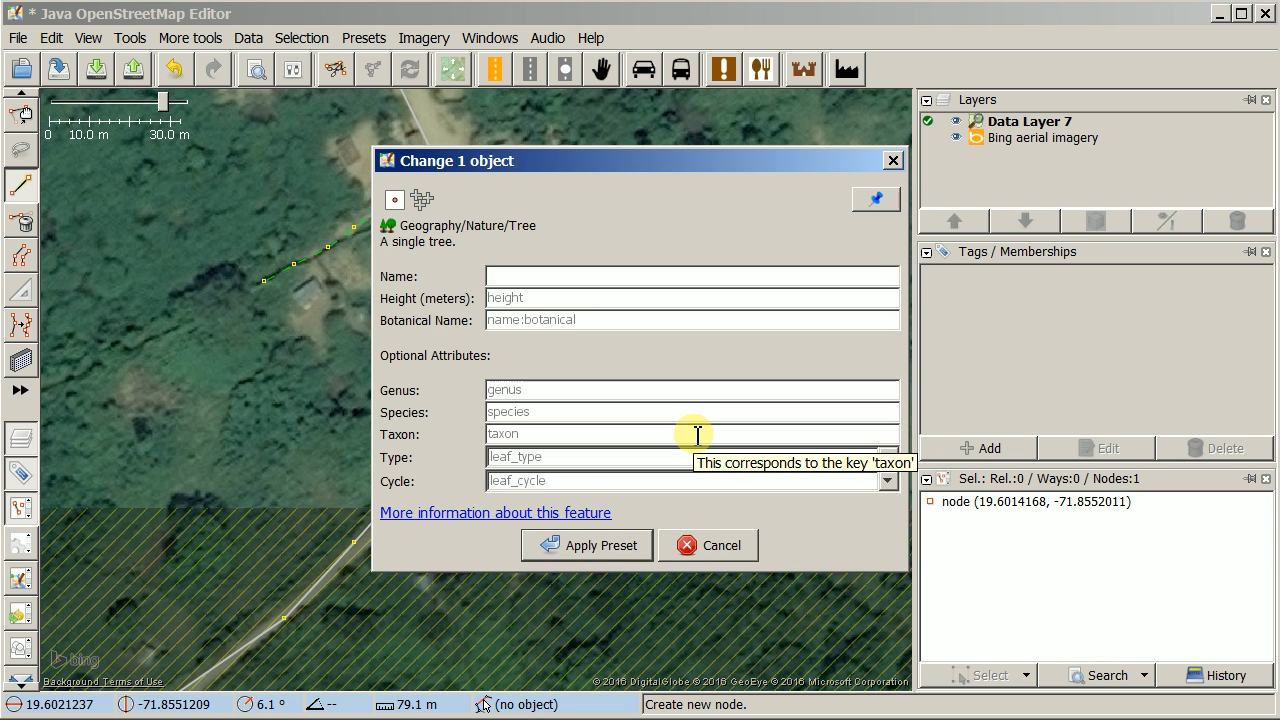 * Java OpenStreetMap Editor
File Edit View Tools More tools Data Selection Presets Imagery Windows Audio Help
0 10.0 m 30.0 m
Layers
Data Layer 7
Bing aerial imagery
Change 1 object
Geography/Nature/Tree
A single tree.
Name:
Height (meters): height
Botanical Name: name:botanical
Optional Attributes:
Genus: genus
Species: species
Taxon: taxon
Type: leaf_type
This corresponds to the key 'taxon'
Cycle: leaf_cycle
More information about this feature
Apply Preset Cancel
Tags / Memberships
Add Edit Delete
Sel.: Rel.:0 / Ways:0 / Nodes:1
node (19.6014168, -71.8552011)
Select Search History
bing
Background Terms of Use
© 2016 DigitalGlobe © 2016 GeoEye © 2016 Microsoft Corporation
19.6021237 -71.8551209 6.1 ° -- 79.1 m (no object) Create new node.